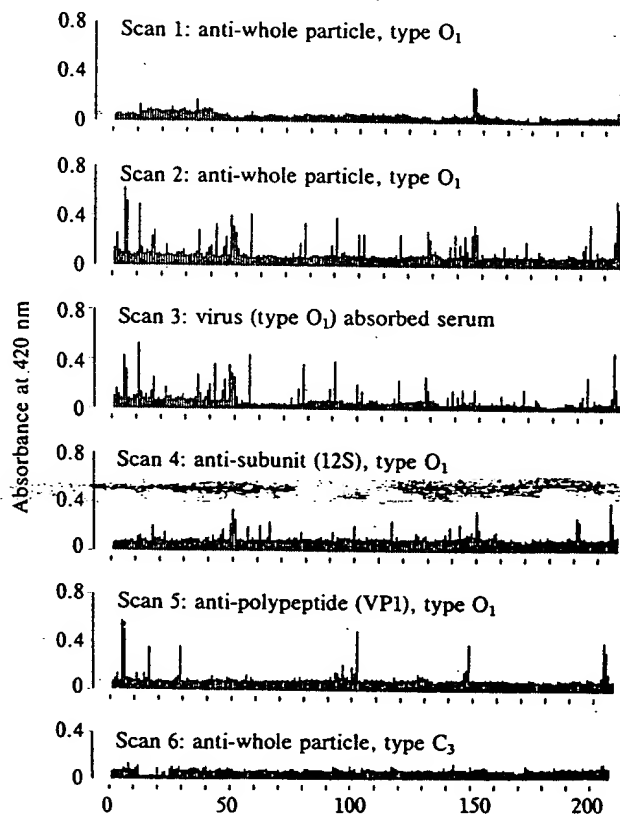 0.8
Scan 1: anti-whole particle, type O₁
0.4
0
0.8
Scan 2: anti-whole particle, type O₁
0.4
0
0.8
Scan 3: virus (type O₁) absorbed serum
0.4
0
0.8
Scan 4: anti-subunit (12S), type O₁
0.4
0
0.8
Scan 5: anti-polypeptide (VP1), type O₁
0.4
0
0.4
Scan 6: anti-whole particle, type C₃
0
0 50 100 150 200
Absorbance at 420 nm